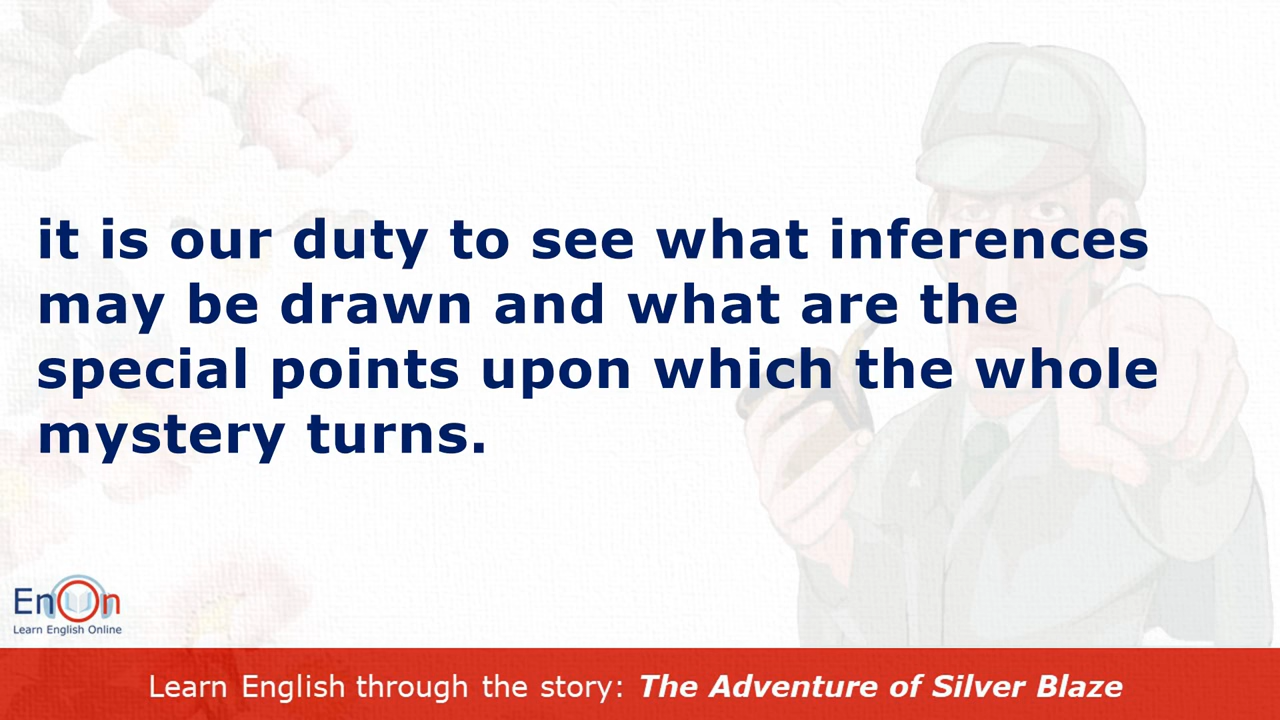 it is our duty to see what inferences
may be drawn and what are the
special points upon which the whole
mystery turns.
EnOn
Learn English Online
Learn English through the story: The Adventure of Silver Blaze